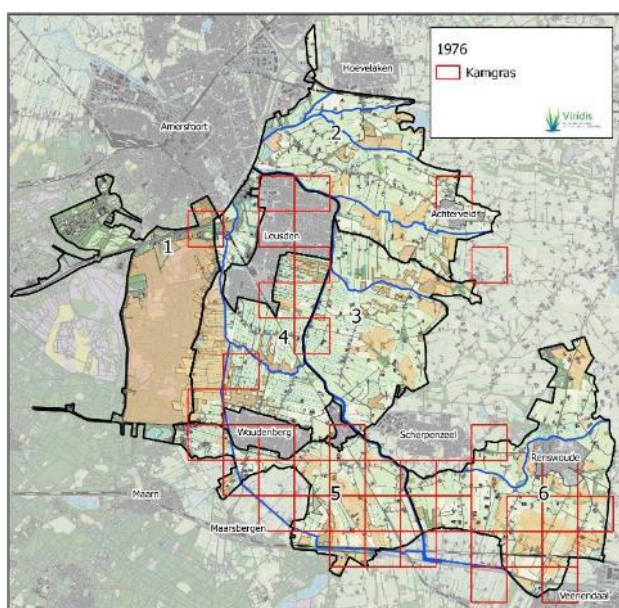 1976
Kamgras
Viridis
Hoevelaken
Amersfoort
2
Achterveld
1
Leusden
3
4
Woudenberg
Scherpenzeel
Renswoude
Maarn
5
6
Maarsbergen
Veenendaal